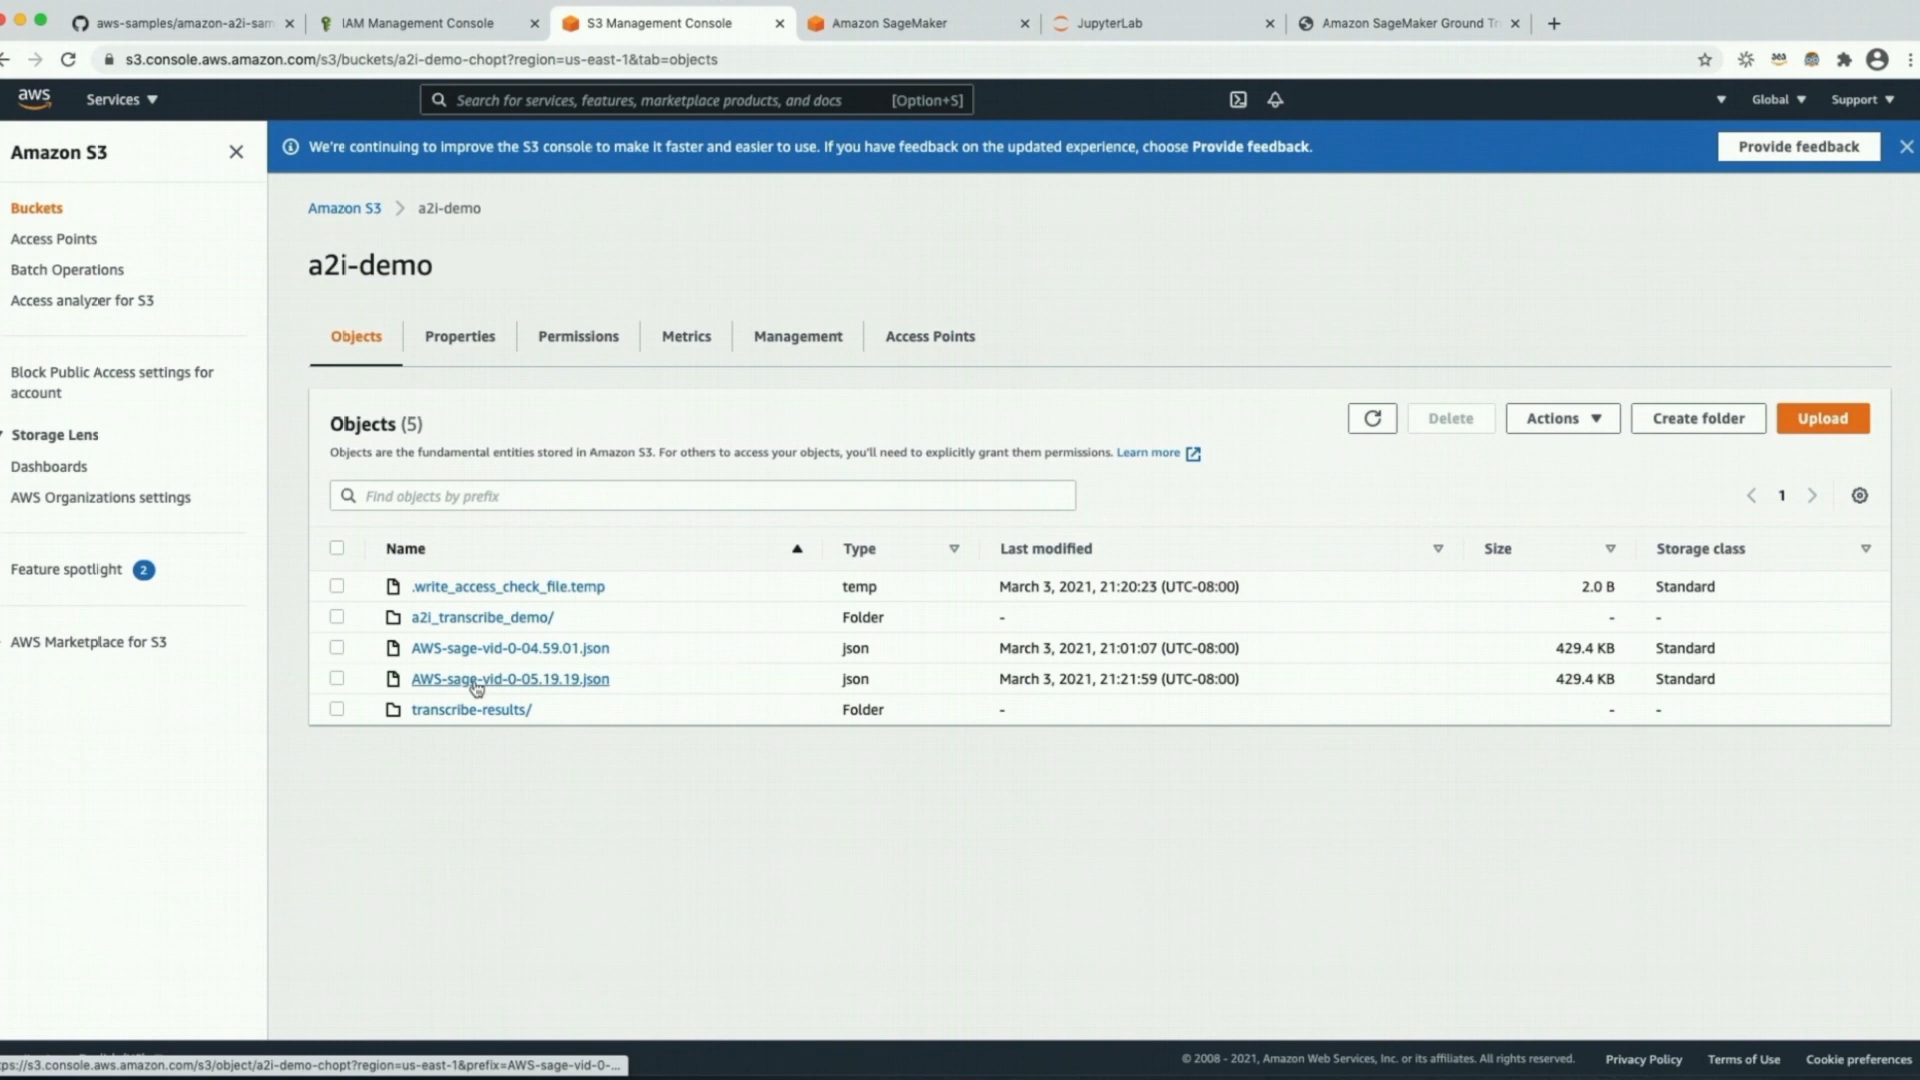 aws-samples/amazon-a2i-sam
IAM Management Console
S3 Management Console
Amazon SageMaker
JupyterLab
Amazon SageMaker Ground Tr
s3.console.aws.amazon.com/s3/buckets/a2i-demo-chopt?region=us-east-1&tab=objects
aws
Services ▼
Search for services, features, marketplace products, and docs
[Option+S]
Global ▼
Support ▼
Amazon S3
We're continuing to improve the S3 console to make it faster and easier to use. If you have feedback on the updated experience, choose Provide feedback.
Provide feedback
Buckets
Access Points
Batch Operations
Access analyzer for S3
Block Public Access settings for
account
Storage Lens
Dashboards
AWS Organizations settings
Feature spotlight 2
AWS Marketplace for S3
Amazon S3 > a2i-demo
a2i-demo
Objects
Properties
Permissions
Metrics
Management
Access Points
Objects (5)
Delete
Actions ▼
Create folder
Upload
Objects are the fundamental entities stored in Amazon S3. For others to access your objects, you'll need to explicitly grant them permissions. Learn more
Find objects by prefix
1
Name Type Last modified Size Storage class
.write_access_check_file.temp temp March 3, 2021, 21:20:23 (UTC-08:00) 2.0 B Standard
a2i_transcribe_demo/ Folder - - -
AWS-sage-vid-0-04.59.01.json json March 3, 2021, 21:01:07 (UTC-08:00) 429.4 KB Standard
AWS-sage-vid-0-05.19.19.json json March 3, 2021, 21:21:59 (UTC-08:00) 429.4 KB Standard
transcribe-results/ Folder - - -
tps://s3.console.aws.amazon.com/s3/object/a2i-demo-chopt?region=us-east-1&prefix=AWS-sage-vid-0-...
© 2008 - 2021, Amazon Web Services, Inc. or its affiliates. All rights reserved.
Privacy Policy
Terms of Use
Cookie preferences